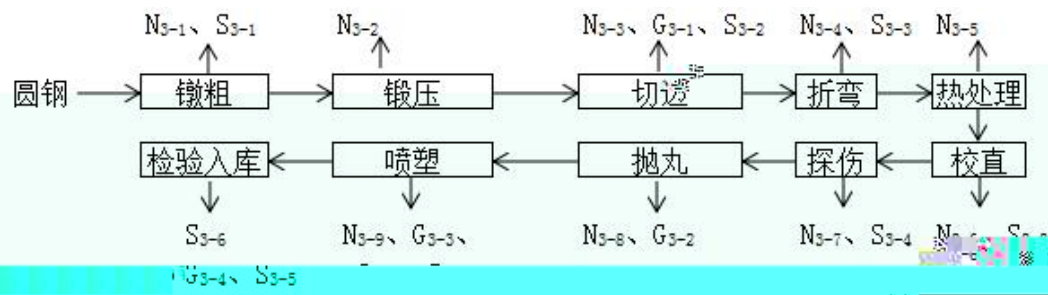 N₃₋₁、S₃₋₁ N₃₋₂ N₃₋₃、G₃₋₁、S₃₋₂ N₃₋₄、S₃₋₃ N₃₋₅
圆钢 镦粗 锻压 切边 折弯 热处理
检验入库 喷塑 抛丸 探伤 校直
S₃₋₆ N₃₋₉、G₃₋₃、 N₃₋₈、G₃₋₂ N₃₋₇、S₃₋₄
G₃₋₄、S₃₋₅